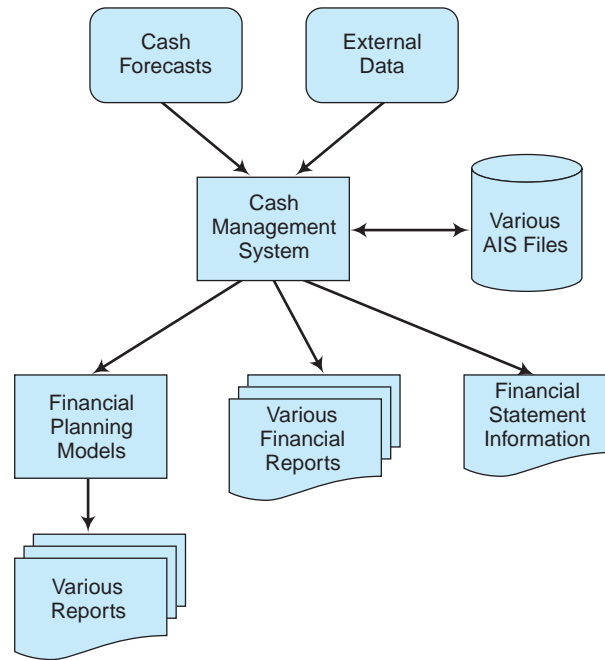 Cash
Forecasts
External
Data
Cash
Management
System
Various
AIS Files
Financial
Planning
Models
Various
Financial
Reports
Financial
Statement
Information
Various
Reports